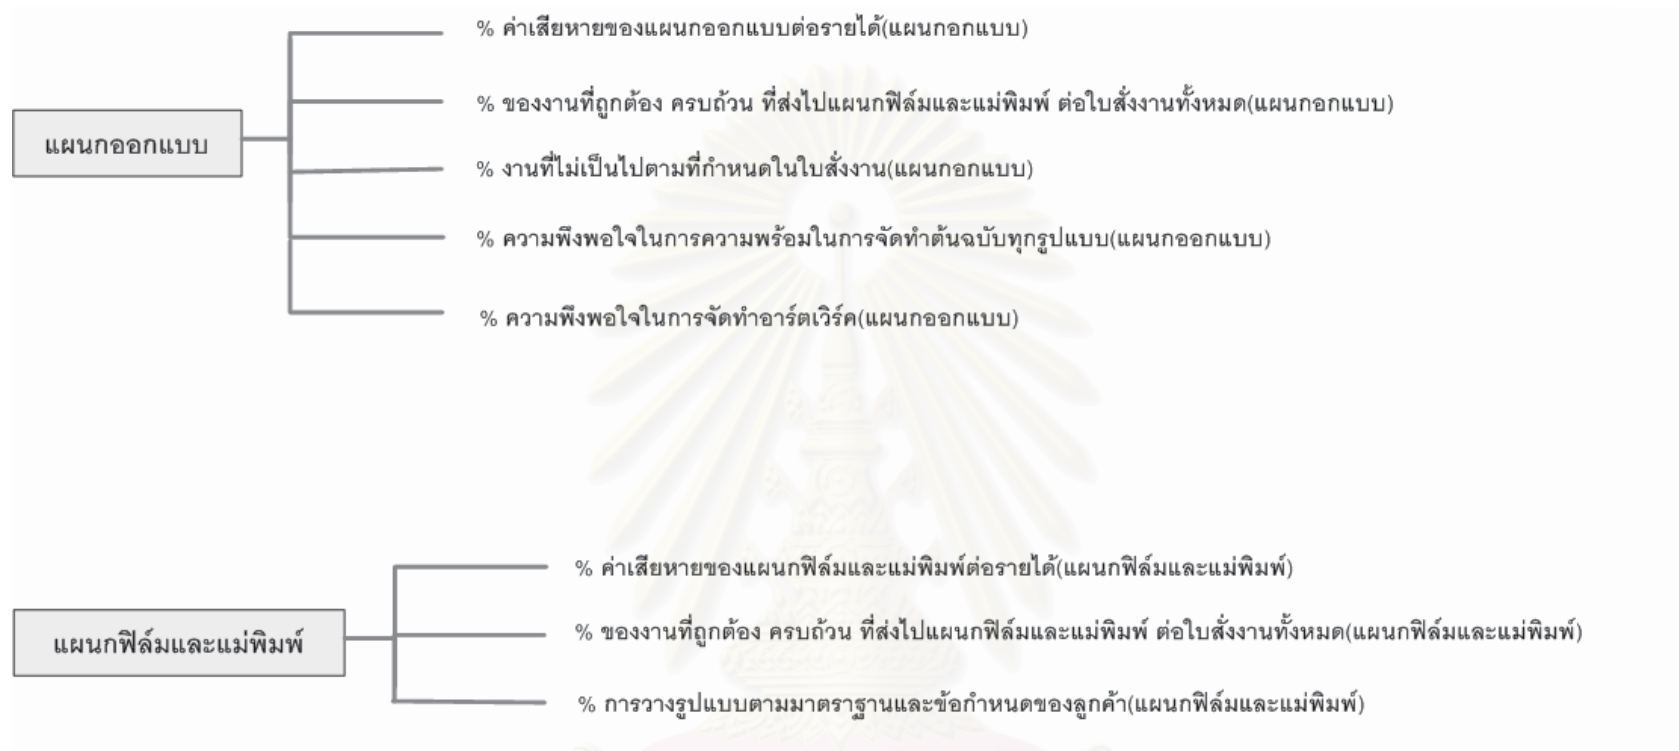 % ค่าเสียหายของแผนกออกแบบต่อรายได้(แผนกอกแบบ)
% ของงานที่ถูกต้อง ครบถ้วน ที่ส่งไปแผนกฟิล์มและแม่พิมพ์ ต่อใบสั่งงานทั้งหมด(แผนกอกแบบ)
แผนกออกแบบ
% งานที่ไม่เป็นไปตามที่กำหนดในใบสั่งงาน(แผนกอกแบบ)
% ความพึงพอใจในการความพร้อมในการจัดทำต้นฉบับทุกรูปแบบ(แผนกออกแบบ)
% ความพึงพอใจในการจัดทำอาร์ตเวิร์ค(แผนกออกแบบ)
% ค่าเสียหายของแผนกฟิล์มและแม่พิมพ์ต่อรายได้(แผนกฟิล์มและแม่พิมพ์)
% ของงานที่ถูกต้อง ครบถ้วน ที่ส่งไปแผนกฟิล์มและแม่พิมพ์ ต่อใบสั่งงานทั้งหมด(แผนกฟิล์มและแม่พิมพ์)
แผนกฟิล์มและแม่พิมพ์
% การวางรูปแบบตามมาตราฐานและข้อกำหนดของลูกค้า(แผนกฟิล์มและแม่พิมพ์)